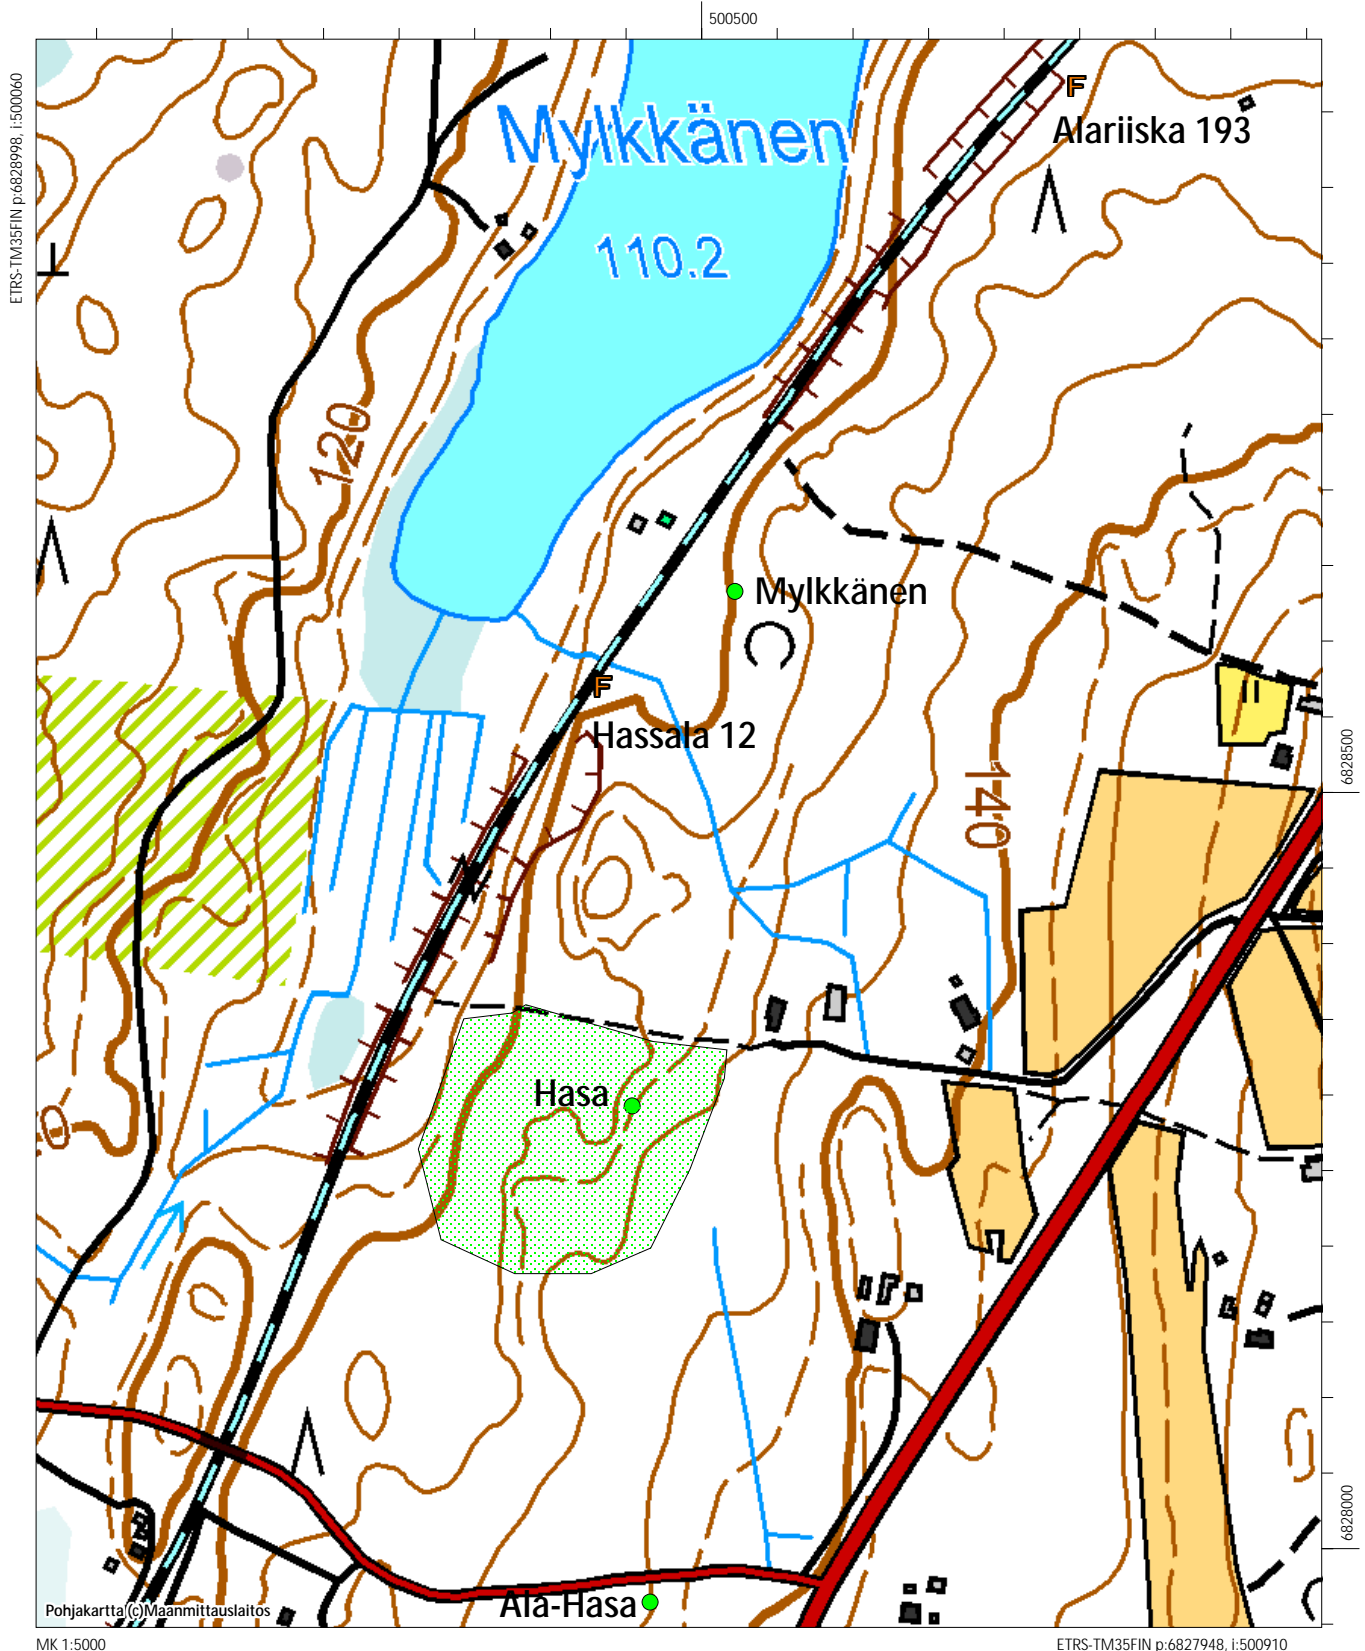 500500
ETRS-TM35FIN p:6828998, i:500060
F
Alariiska 193
Mylkkänen
110.2
120
Mylkkänen
F
Hassala 12
6828500
140
Hasa
6828000
Ala-Hasa
Pohjakartta (c)Maanmittauslaitos
MK 1:5000
ETRS-TM35FIN p:6827948, i:500910